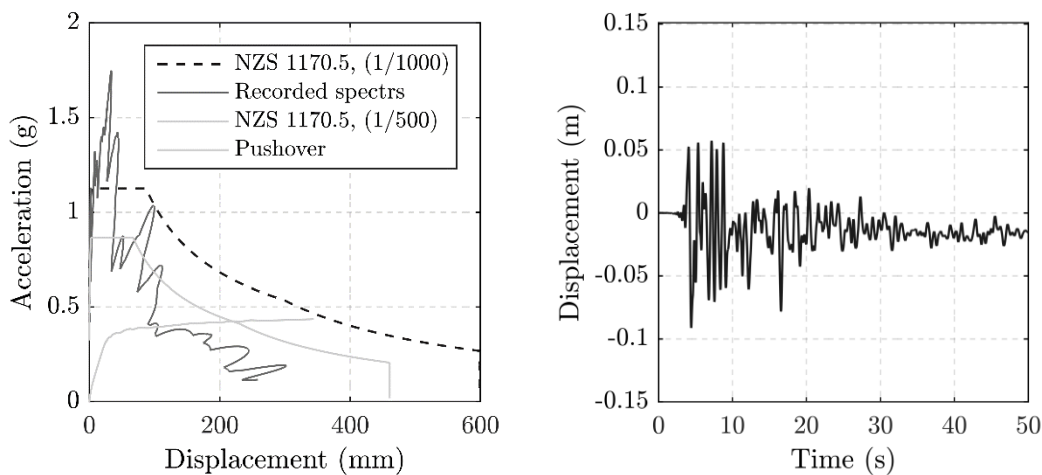 2
1.5
1
0.5
0
0
200
400
600
Acceleration (g)
Displacement (mm)
NZS 1170.5, (1/1000)
Recorded spectrs
NZS 1170.5, (1/500)
Pushover
0.15
0.1
0.05
0
-0.05
-0.1
-0.15
0
10
20
30
40
50
Displacement (m)
Time (s)